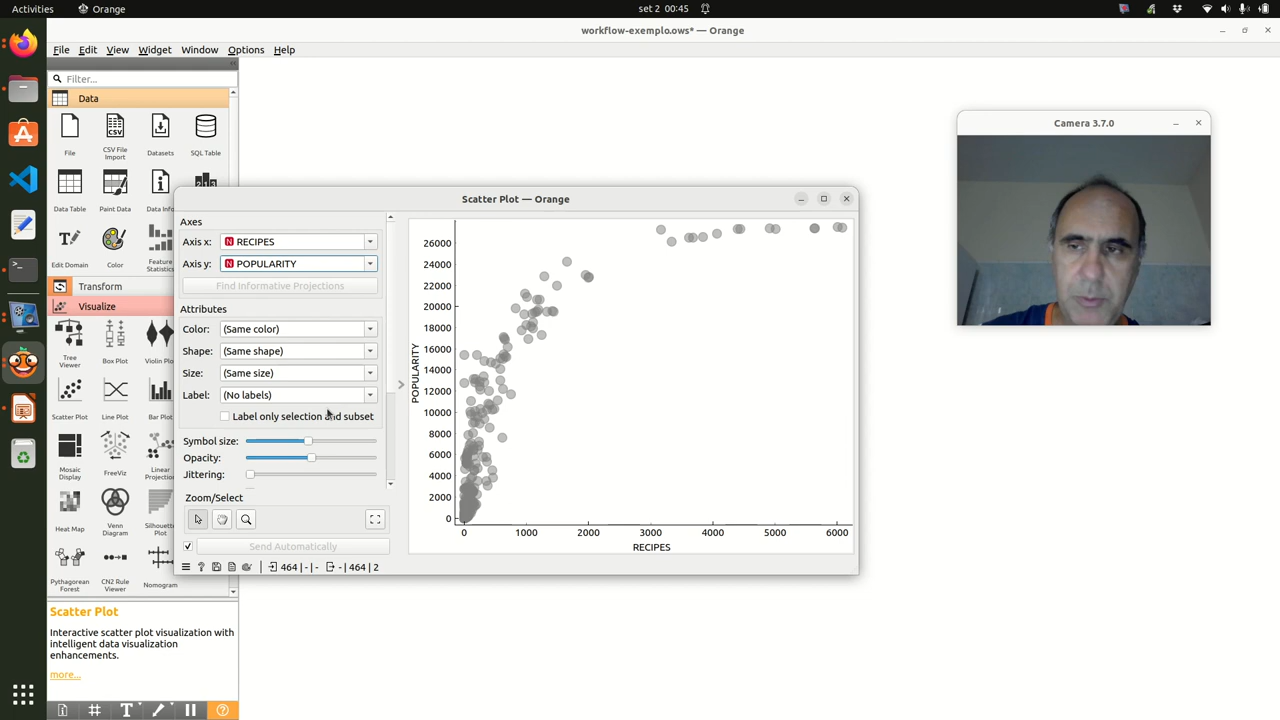 Activities
Orange
set 2 00:45
workflow-exemplo.ows* — Orange
File Edit View Widget Window Options Help
Filter...
Data
File
CSV File Import
Datasets
SQL Table
Data Table
Paint Data
Data Info
Edit Domain
Color
Feature Statistics
Transform
Visualize
Tree Viewer
Box Plot
Violin Plo
Scatter Plot
Line Plot
Bar Plot
Mosaic Display
FreeViz
Linear Projection
Heat Map
Venn Diagram
Silhouette Plot
Pythagorean Forest
CN2 Rule Viewer
Nomogram
Scatter Plot
Interactive scatter plot visualization with
intelligent data visualization
enhancements.
more...
Scatter Plot — Orange
Axes
Axis x: N RECIPES
Axis y: N POPULARITY
Find Informative Projections
Attributes
Color: (Same color)
Shape: (Same shape)
Size: (Same size)
Label: (No labels)
Label only selection and subset
Symbol size:
Opacity:
Jittering:
Zoom/Select
Send Automatically
464 | - | - - | 464 | 2
POPULARITY
26000
24000
22000
20000
18000
16000
14000
12000
10000
8000
6000
4000
2000
0
0 1000 2000 3000 4000 5000 6000
RECIPES
Camera 3.7.0